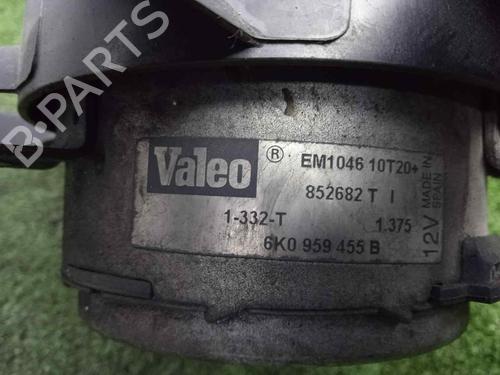 B-PARTS
Valeo ® EM1046 10T20+
852682 T I
1-332-T 1.375
6K0 959 455 B
12V MADE IN SPAIN